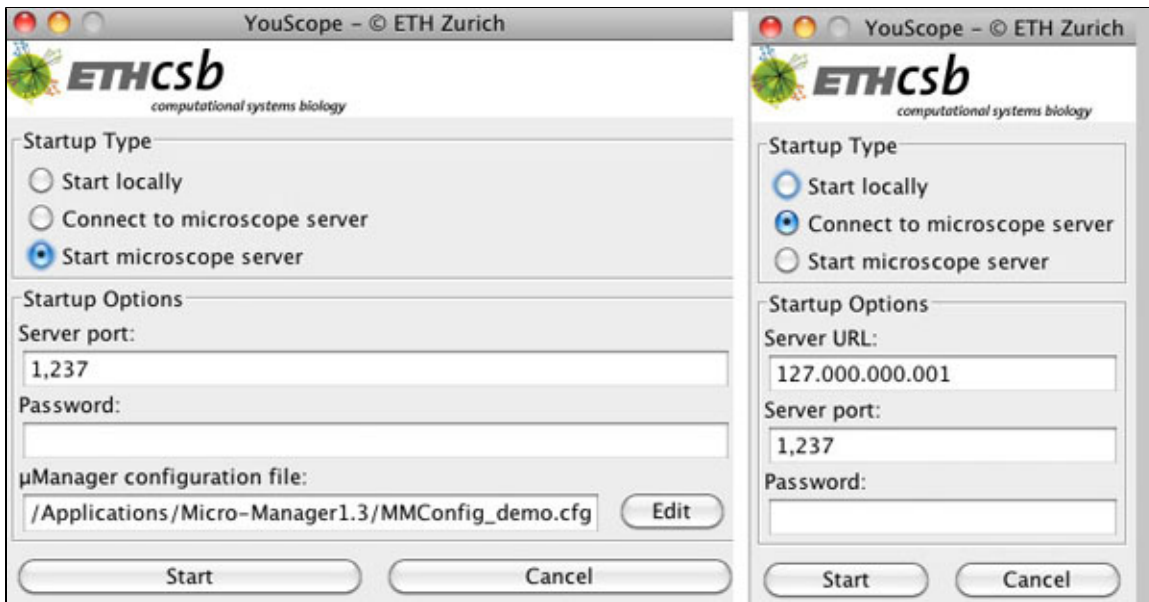 YouScope – © ETH Zurich
ETHcsb
computational systems biology
Startup Type
Start locally
Connect to microscope server
Start microscope server
Startup Options
Server port:
1,237
Password:
µManager configuration file:
/Applications/Micro-Manager1.3/MMConfig_demo.cfg
Edit
Start
Cancel
YouScope – © ETH Zurich
ETHcsb
computational systems biology
Startup Type
Start locally
Connect to microscope server
Start microscope server
Startup Options
Server URL:
127.000.000.001
Server port:
1,237
Password:
Start
Cancel